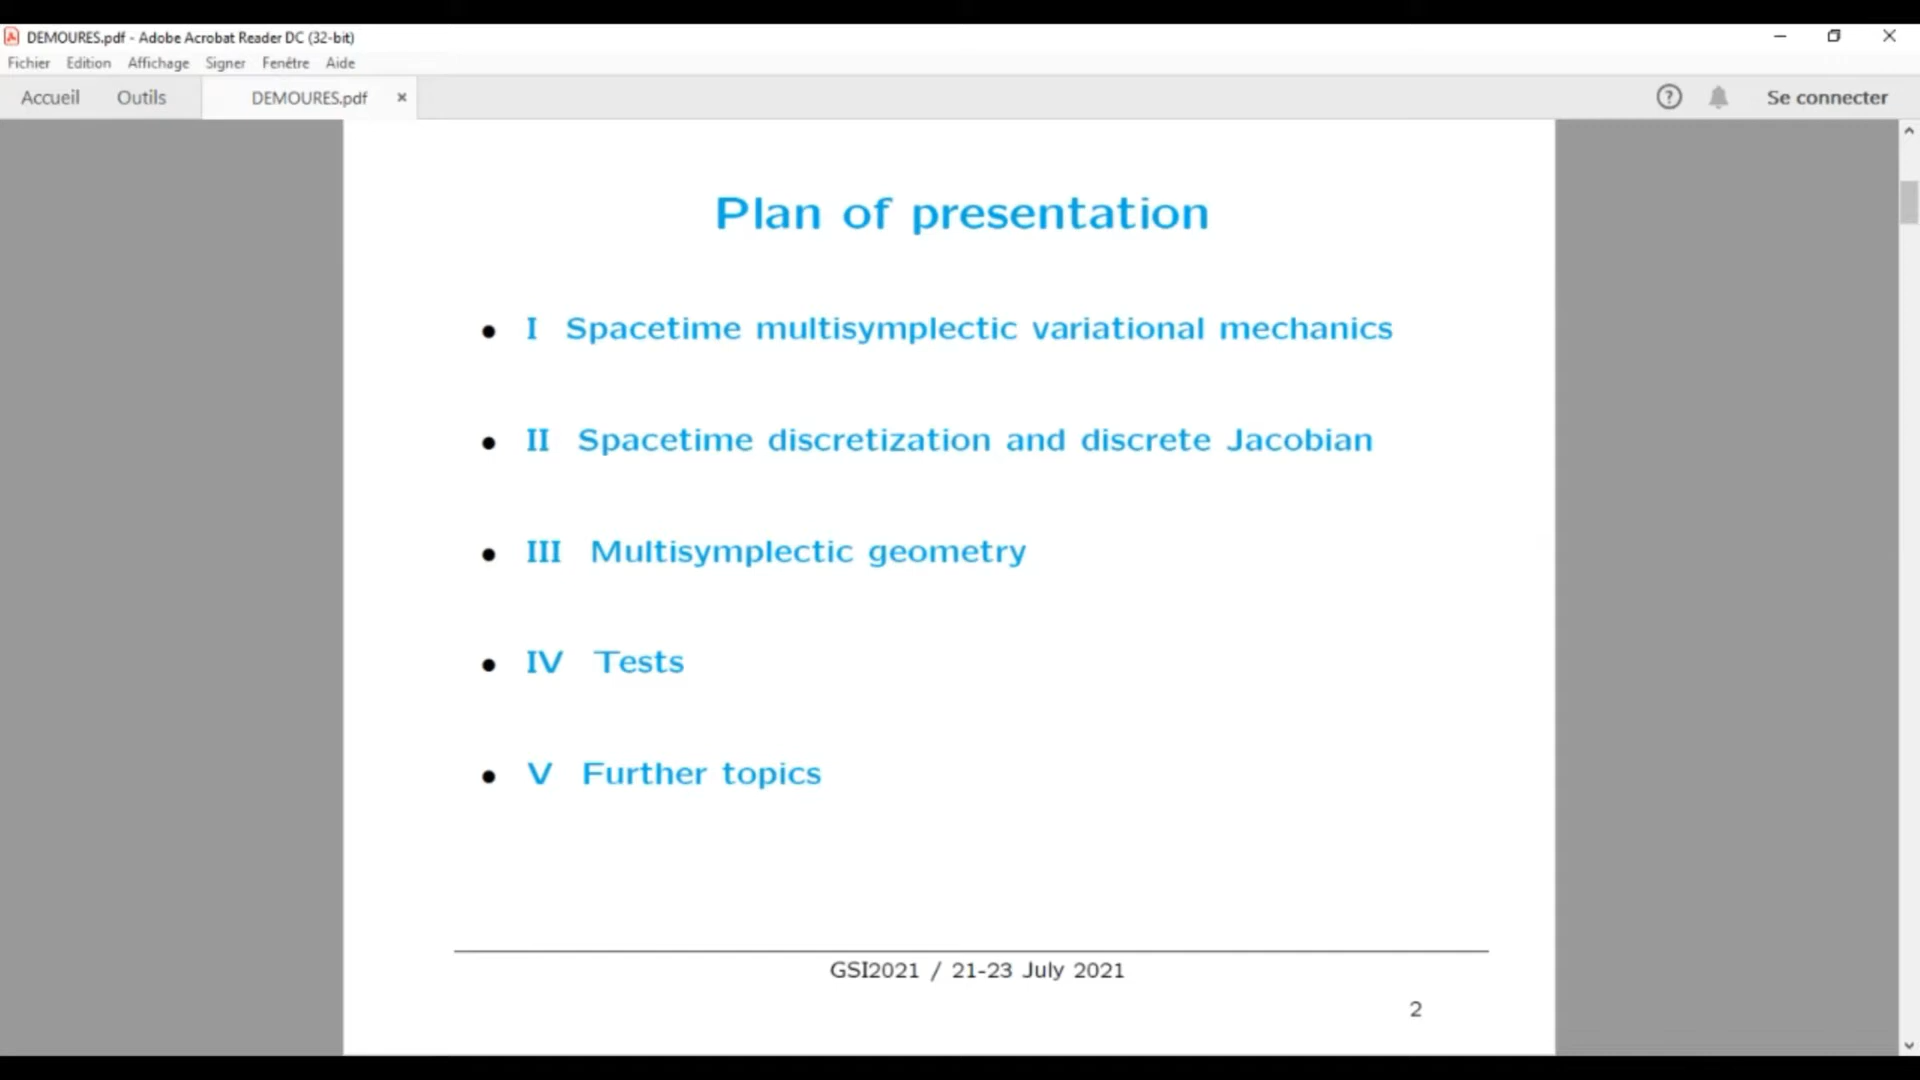 DEMOURES.pdf - Adobe Acrobat Reader DC (32-bit)
Fichier Edition Affichage Signer Fenêtre Aide
Accueil Outils DEMOURES.pdf Se connecter
Plan of presentation
• I Spacetime multisymplectic variational mechanics
• II Spacetime discretization and discrete Jacobian
• III Multisymplectic geometry
• IV Tests
• V Further topics
GSI2021 / 21-23 July 2021
2